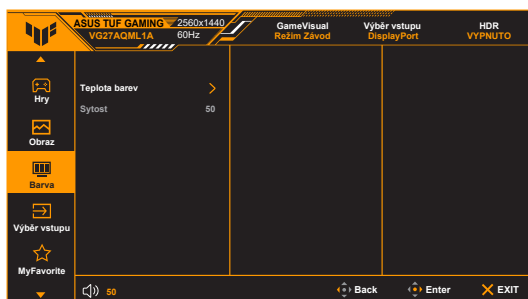 ASUS TUF GAMING 2560x1440
VG27AQML1A 60Hz
GameVisual
Režim Závod
Výběr vstupu
DisplayPort
HDR
VYPNUTO
Hry
Obraz
Barva
Výběr vstupu
MyFavorite
Teplota barev
Sytost 50
50
Back
Enter
EXIT